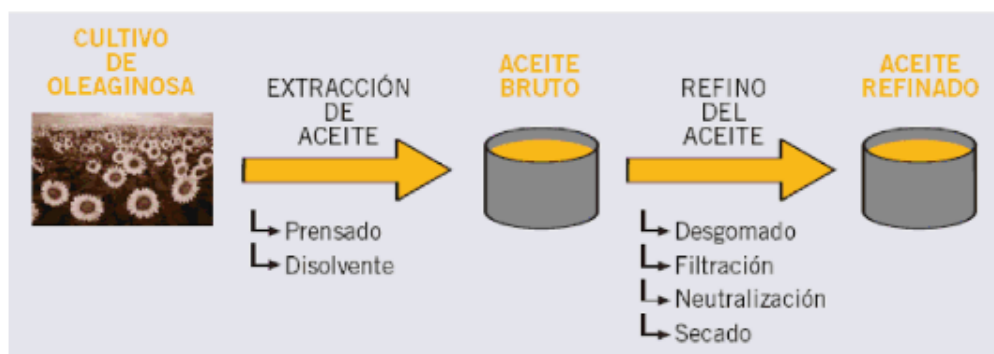 CULTIVO
DE
OLEAGINOSA
EXTRACCIÓN
DE
ACEITE
Prensado
Disolvente
ACEITE
BRUTO
REFINO
DEL
ACEITE
Desgomado
Filtración
Neutralización
Secado
ACEITE
REFINADO